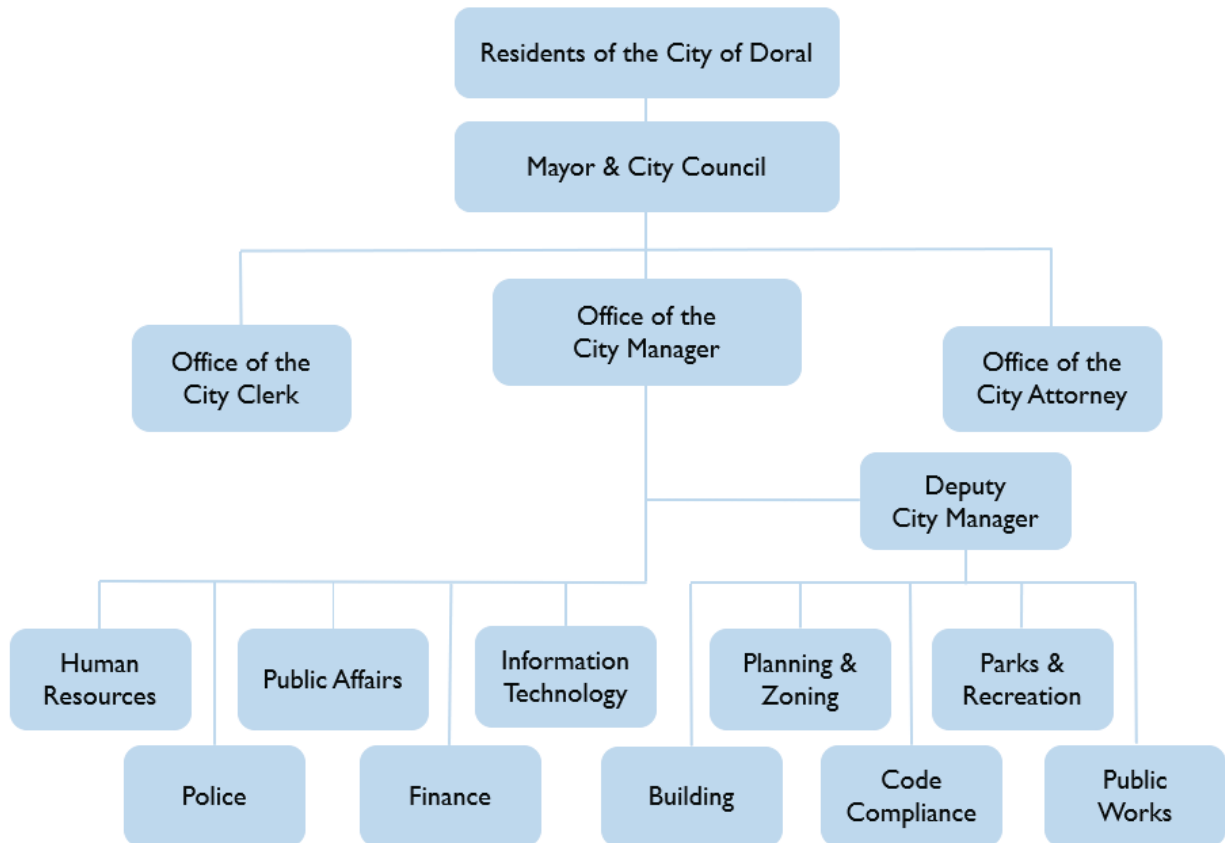 Residents of the City of Doral
Mayor & City Council
Office of the
City Manager
Office of the
City Clerk
Office of the
City Attorney
Deputy
City Manager
Human
Resources
Public Affairs
Information
Technology
Planning &
Zoning
Parks &
Recreation
Police
Finance
Building
Code
Compliance
Public
Works